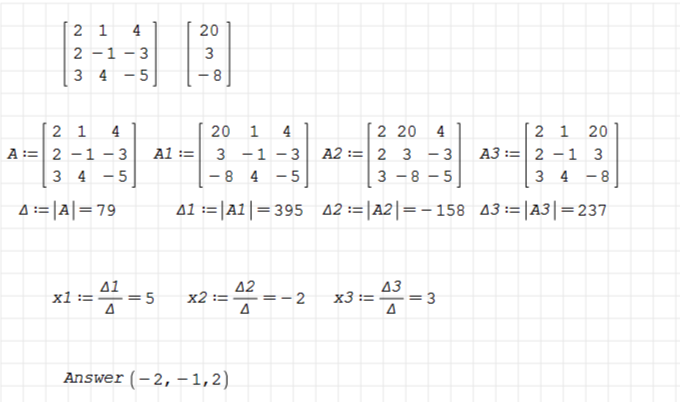 2 1 4 20
2 -1 -3 3
3 4 -5 -8
2 1 4 20 1 4 2 20 4 2 1 20
A := 2 -1 -3 A1 := 3 -1 -3 A2 := 2 3 -3 A3 := 2 -1 3
3 4 -5 -8 4 -5 3 -8 -5 3 4 -8
Δ := |A| = 79 Δ1 := |A1| = 395 Δ2 := |A2| = -158 Δ3 := |A3| = 237
x1 := Δ1/Δ = 5 x2 := Δ2/Δ = -2 x3 := Δ3/Δ = 3
Answer (-2, -1, 2)